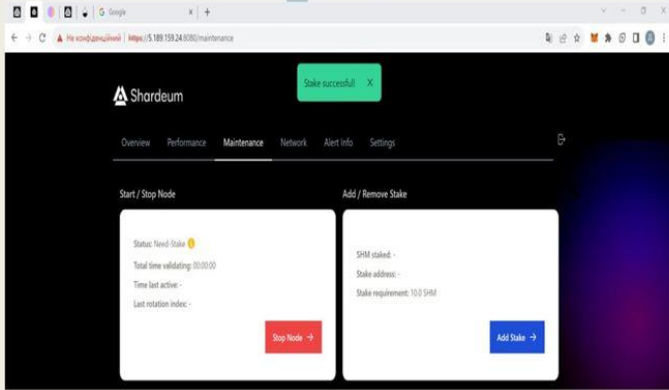 Google
Не конфіденційний https://5.189.159.24:8080/maintenance
Stake successful! X
Shardeum
Overview Performance Maintenance Network Alert Info Settings
Start / Stop Node
Add / Remove Stake
Status: Need-Stake
Total time validating: 00:00:00
Time last active: -
Last rotation index: -
Stop Node →
SHM staked: -
Stake address: -
Stake requirement: 10.0 SHM
Add Stake →